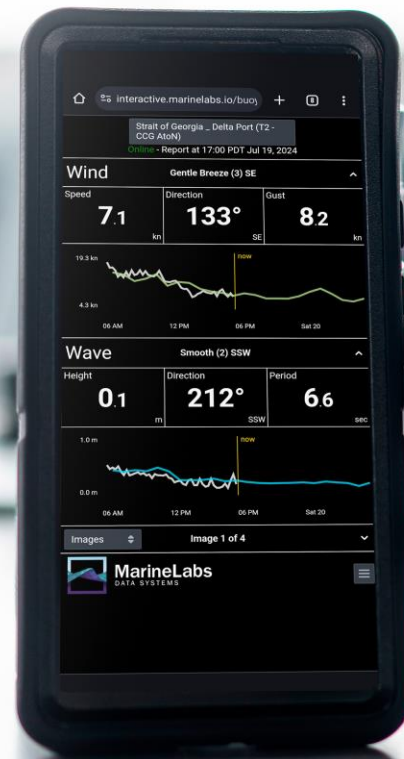 interactive.marinelabs.io/buoy
Strait of Georgia _ Delta Port (T2 -
CCG AtoN)
Online - Report at 17:00 PDT Jul 19, 2024
Wind Gentle Breeze (3) SE
Speed Direction Gust
7.1 133° 8.2
kn SE kn
19.3 kn now
4.3 kn
06 AM 12 PM 06 PM Sat 20
Wave Smooth (2) SSW
Height Direction Period
0.1 212° 6.6
m SSW sec
1.0 m now
0.0 m
06 AM 12 PM 06 PM Sat 20
Images Image 1 of 4
MarineLabs
DATA SYSTEMS